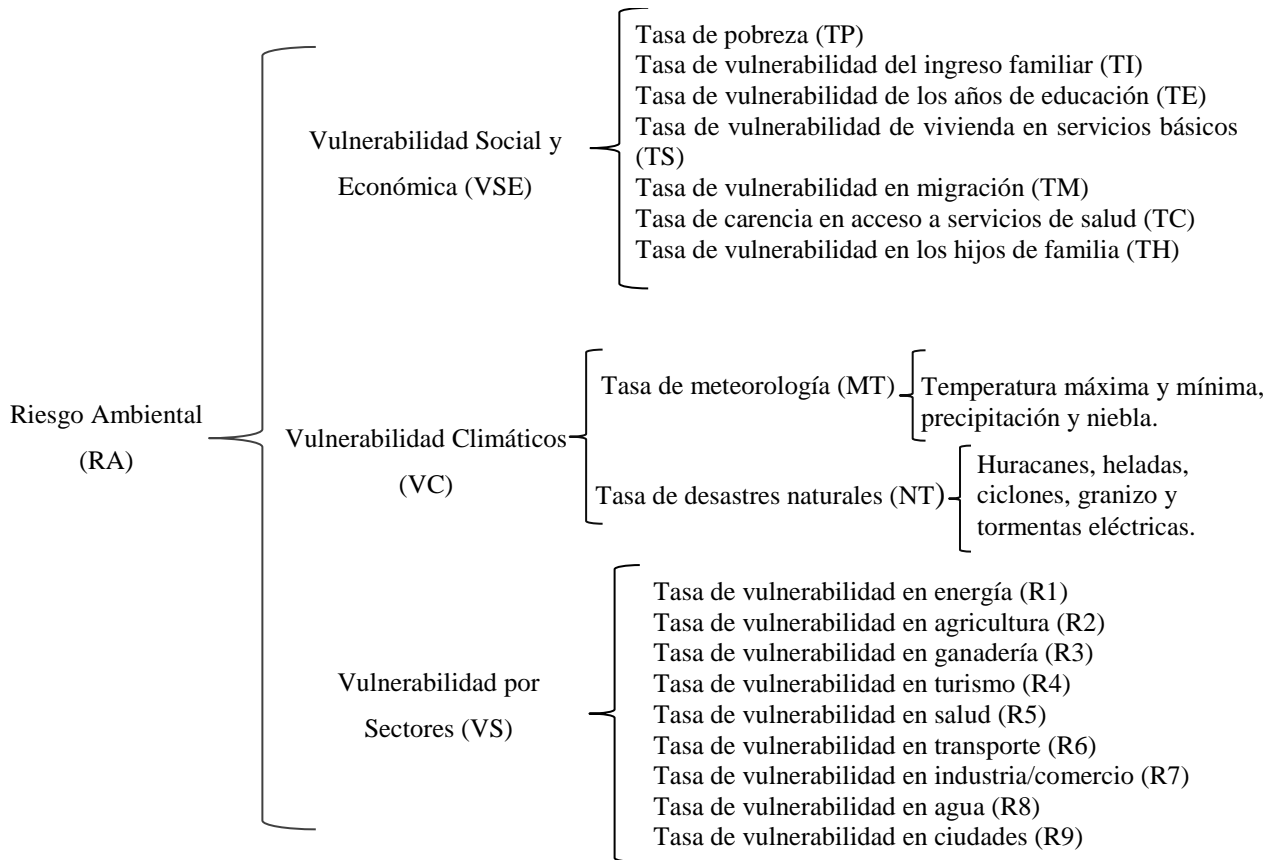 Riesgo Ambiental
(RA)
Vulnerabilidad Social y
Económica (VSE)
Tasa de pobreza (TP)
Tasa de vulnerabilidad del ingreso familiar (TI)
Tasa de vulnerabilidad de los años de educación (TE)
Tasa de vulnerabilidad de vivienda en servicios básicos
(TS)
Tasa de vulnerabilidad en migración (TM)
Tasa de carencia en acceso a servicios de salud (TC)
Tasa de vulnerabilidad en los hijos de familia (TH)
Vulnerabilidad Climáticos
(VC)
Tasa de meteorología (MT)
Temperatura máxima y mínima,
precipitación y niebla.
Tasa de desastres naturales (NT)
Huracanes, heladas,
ciclones, granizo y
tormentas eléctricas.
Vulnerabilidad por
Sectores (VS)
Tasa de vulnerabilidad en energía (R1)
Tasa de vulnerabilidad en agricultura (R2)
Tasa de vulnerabilidad en ganadería (R3)
Tasa de vulnerabilidad en turismo (R4)
Tasa de vulnerabilidad en salud (R5)
Tasa de vulnerabilidad en transporte (R6)
Tasa de vulnerabilidad en industria/comercio (R7)
Tasa de vulnerabilidad en agua (R8)
Tasa de vulnerabilidad en ciudades (R9)